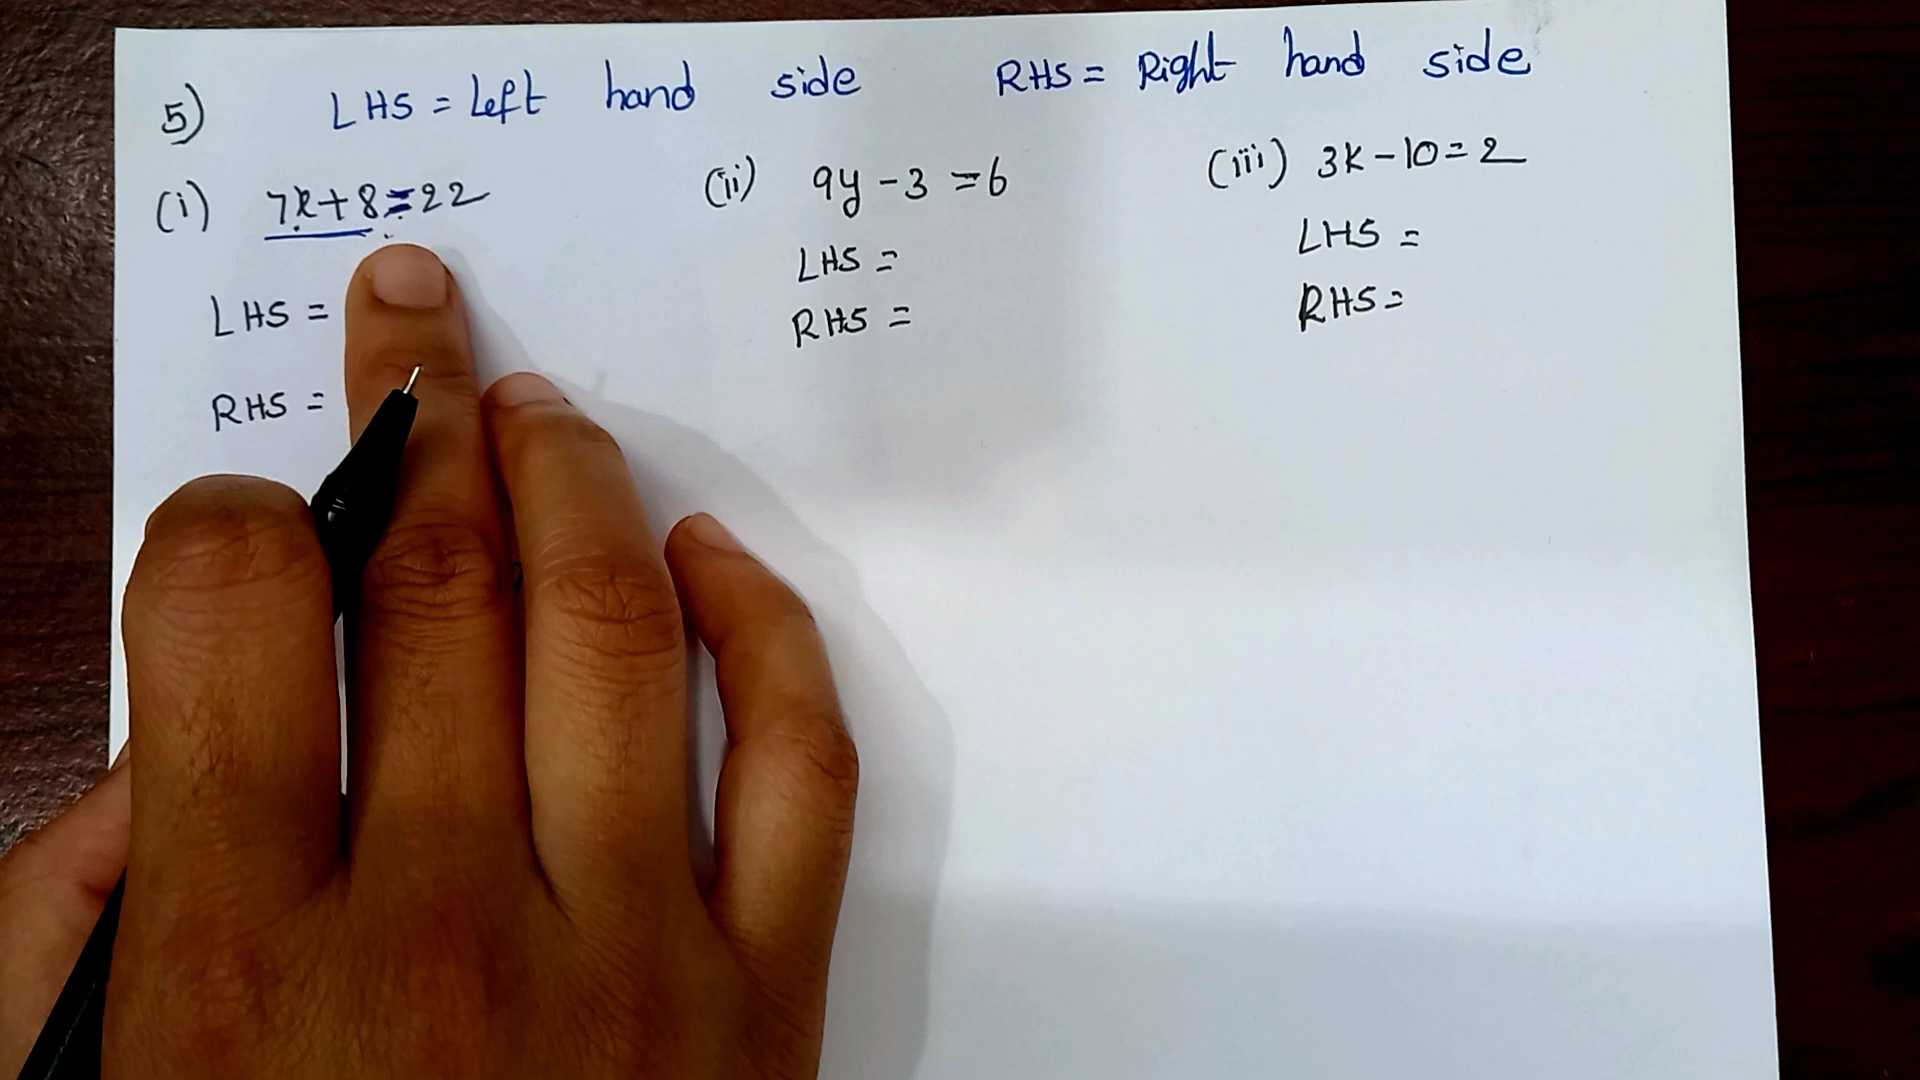 5) LHS = Left hand side RHS = Right hand side
(i) 7x+8=22 (ii) 9y-3=6 (iii) 3k-10=2
LHS = LHS = LHS =
RHS = RHS = RHS =